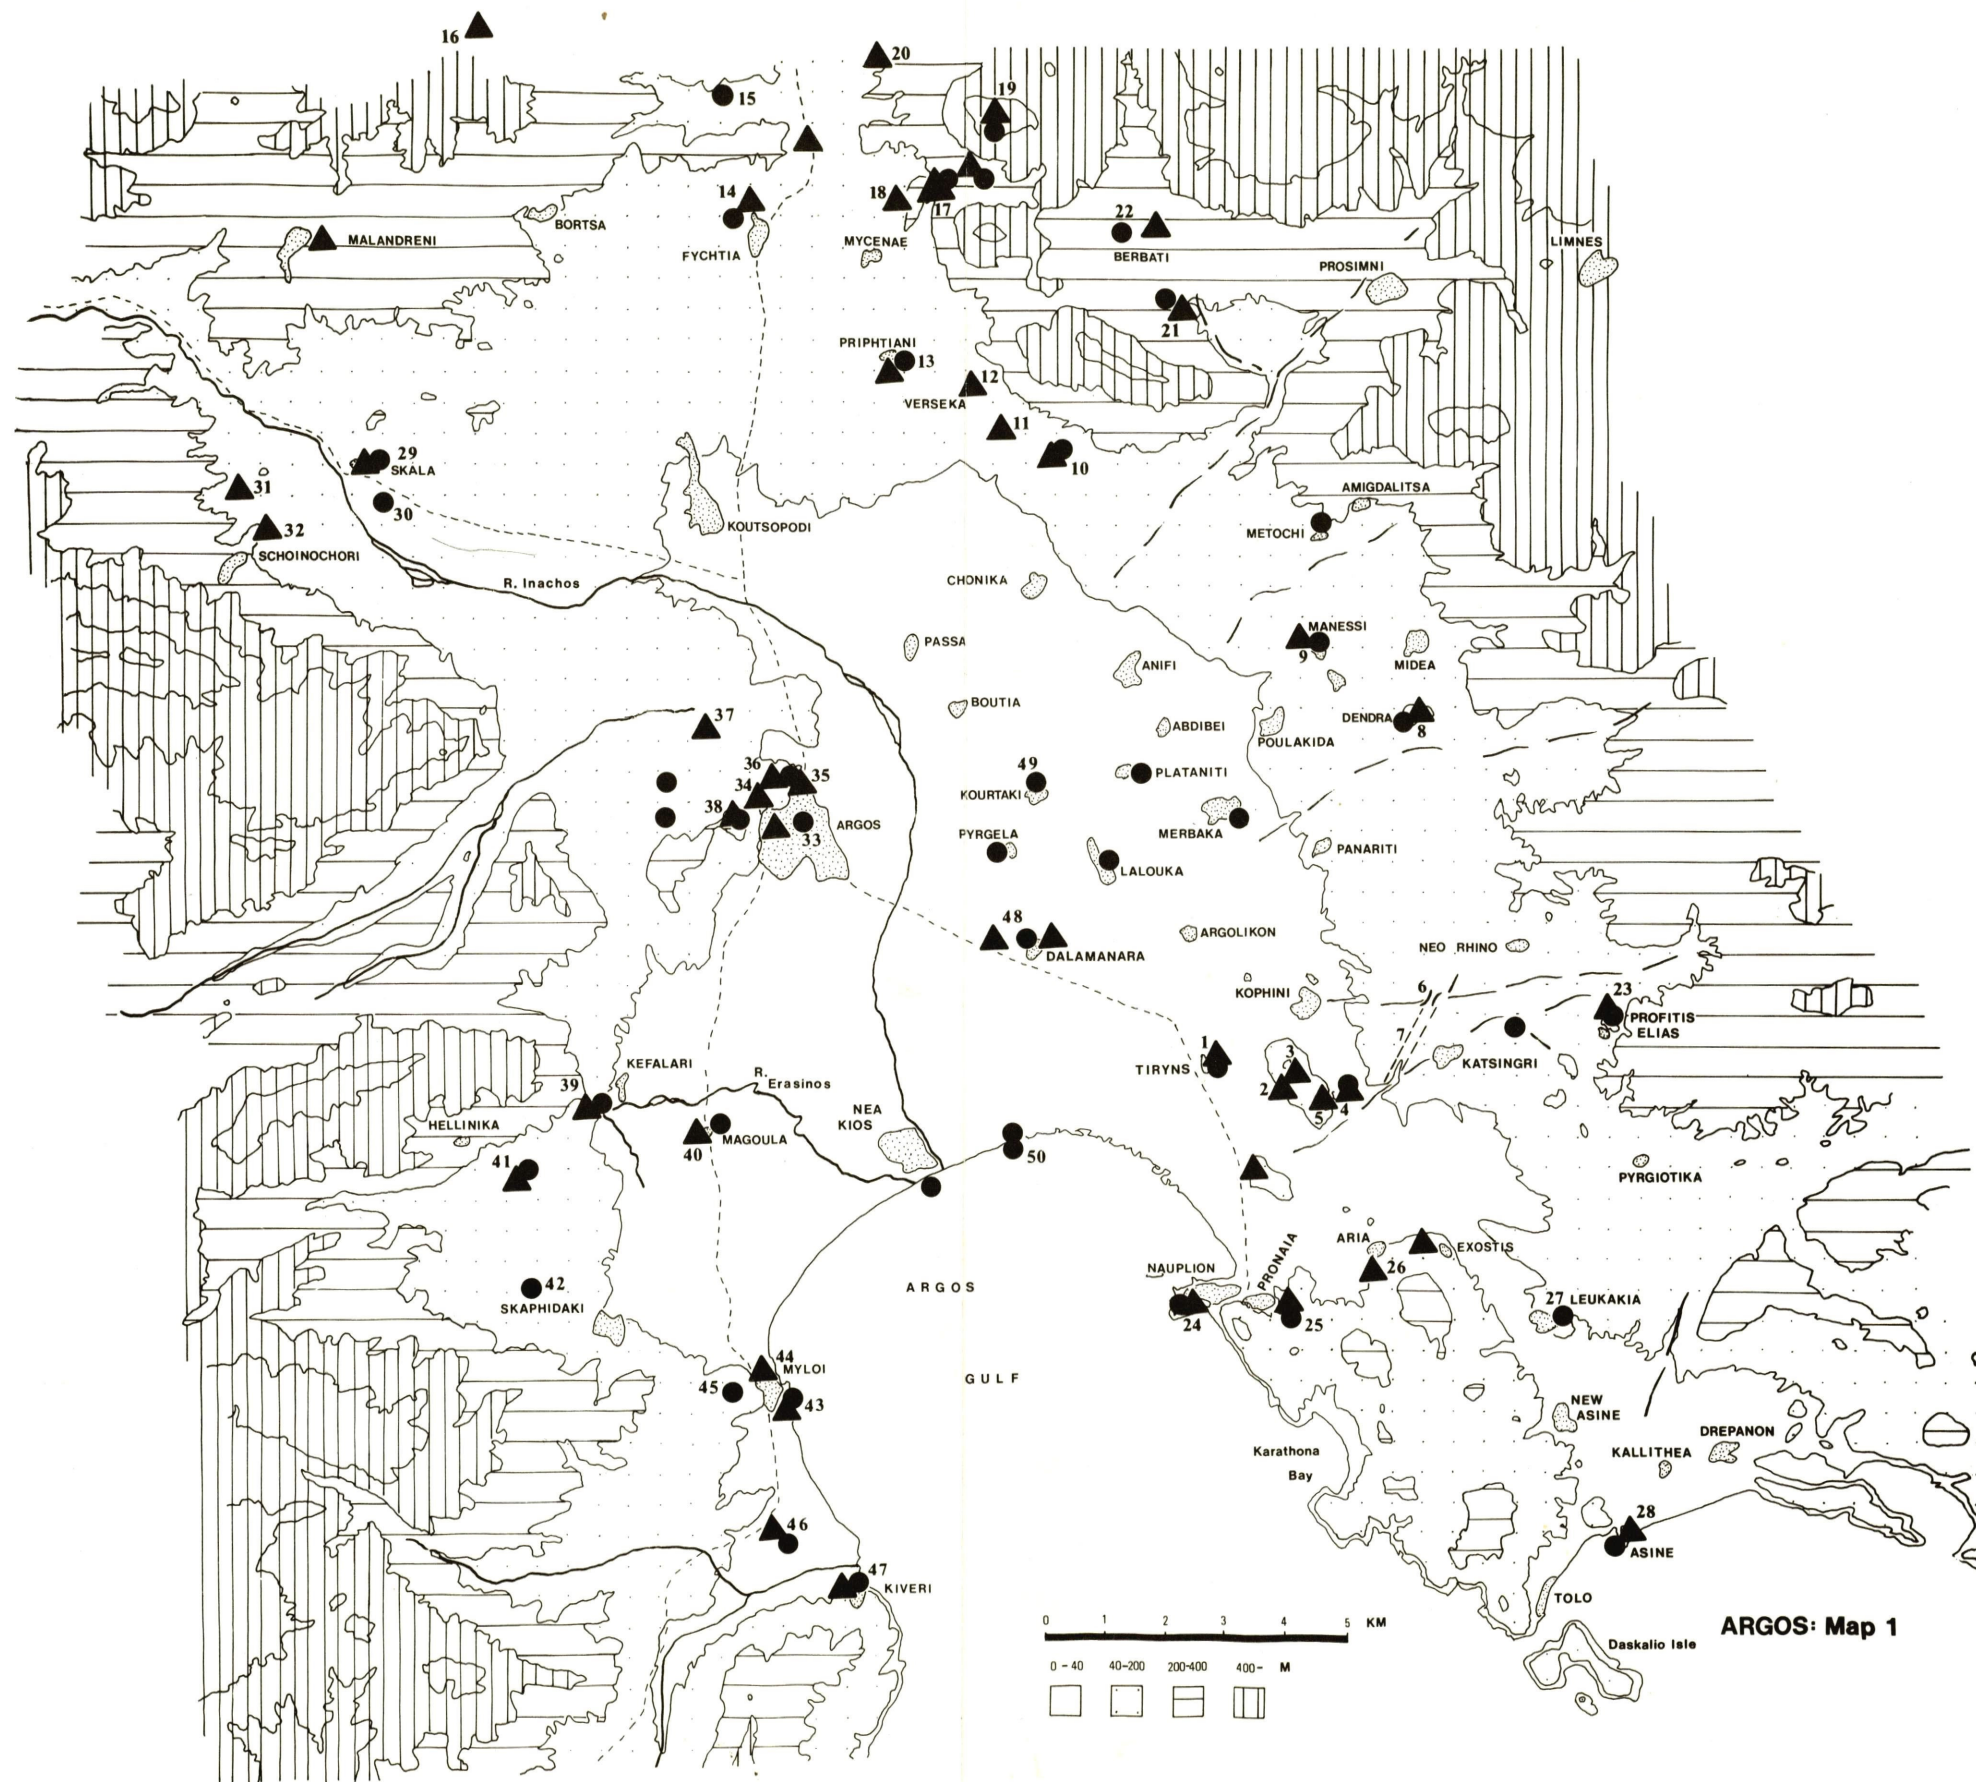 16
20
15
19
14
18
17
22
BORTSA
MALANDRENI
FYCHTIA
MYCENAE
BERBATI
LIMNES
PROSIMNI
21
PRIPHTIANI
13
12
VERSEKA
11
10
29
SKALA
30
31
32
SCHOINOCHORI
KOUTSOPODI
AMIGDALITSA
METOCHI
R. Inachos
CHONIKA
PASSA
MANESSI
9
MIDEA
ANIFI
BOUTIA
ABDIBEI
POULAKIDA
DENDRA
8
37
36
35
34
38
33
ARGOS
49
KOURTAKI
PLATANITI
MERBAKA
PYRGELA
LALOUKA
PANARITI
48
DALAMANARA
ARGOLIKON
NEO RHINO
KOPHINI
6
7
23
PROFITIS
ELIAS
KATSINGRI
1
TIRYNS
3
2
5
4
KEFALARI
39
R.
Erasinos
HELLINIKA
NEA
KIOS
MAGOULA
40
41
50
PYRGIOTIKA
42
SKAPHIDAKI
ARGOS
GULF
NAUPLION
24
PRONAIA
25
ARIA
26
EXOSTIS
27 LEUKAKIA
44
MYLOI
45
43
NEW
ASINE
KALLITHEA
DREPANON
Karathona
Bay
28
ASINE
46
47
KIVERI
TOLO
Daskalio Isle
ARGOS: Map 1
0 1 2 3 4 5 KM
0-40 40-200 200-400 400- M